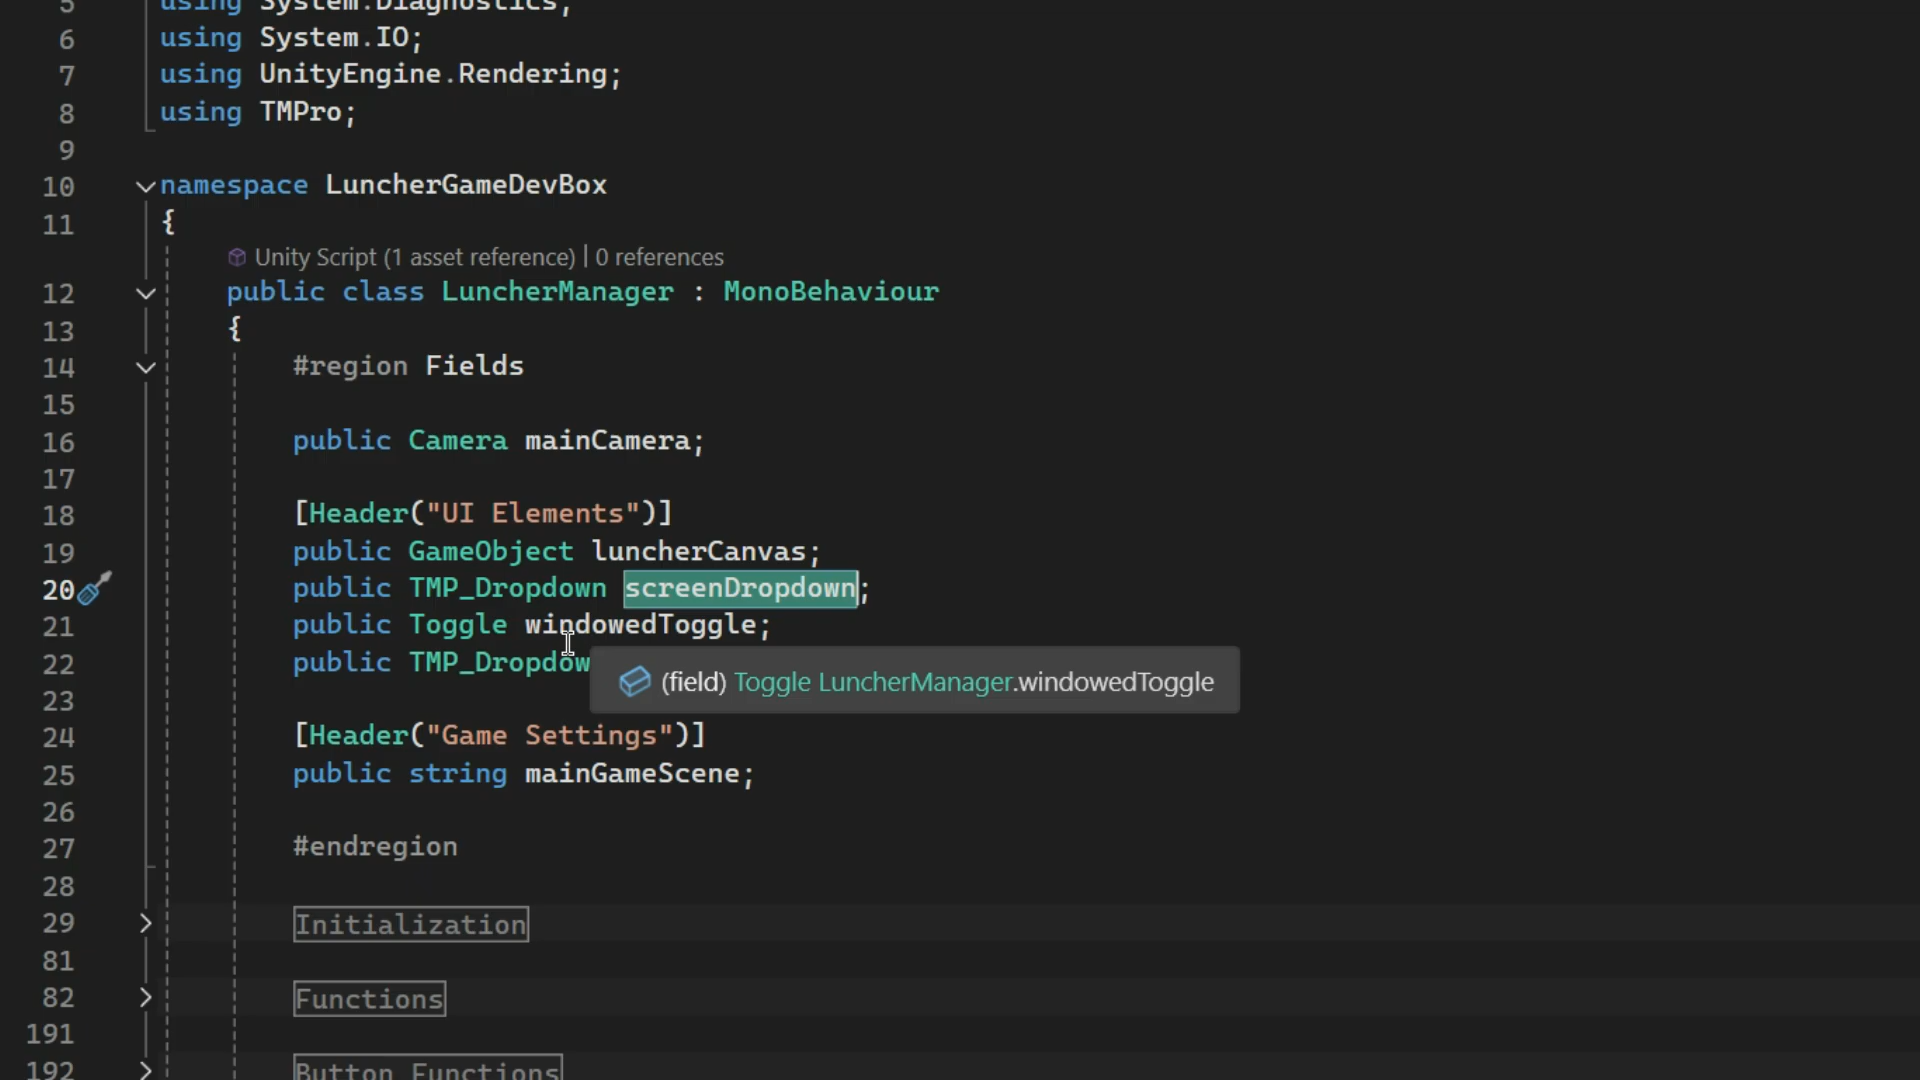 5 using System.Diagnostics;
6 using System.IO;
7 using UnityEngine.Rendering;
8 using TMPro;
9
10 namespace LuncherGameDevBox
11 {
Unity Script (1 asset reference) | 0 references
12 public class LuncherManager : MonoBehaviour
13 {
14 #region Fields
15
16 public Camera mainCamera;
17
18 [Header("UI Elements")]
19 public GameObject luncherCanvas;
20 public TMP_Dropdown screenDropdown;
21 public Toggle windowedToggle;
22 public TMP_Dropdow
(field) Toggle LuncherManager.windowedToggle
23
24 [Header("Game Settings")]
25 public string mainGameScene;
26
27 #endregion
28
29 Initialization
81
82 Functions
191
192 Button Functions